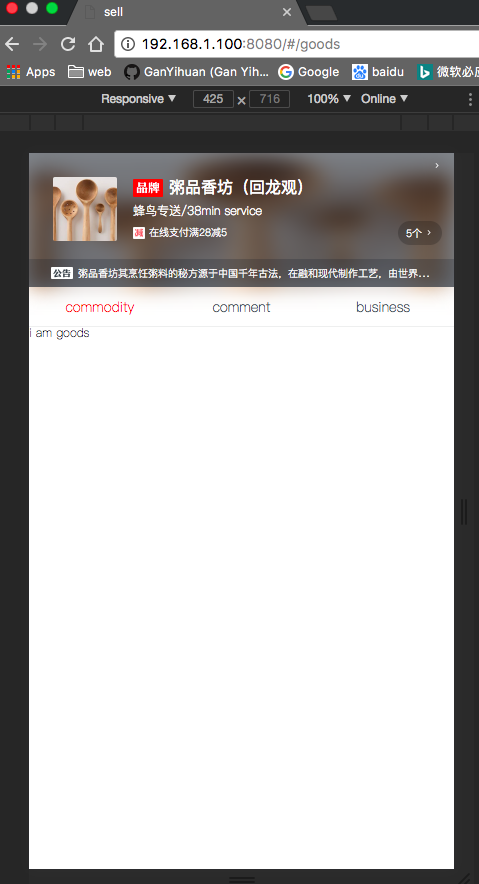 sell
192.168.1.100:8080/#/goods
Apps web GanYihuan (Gan Yih... Google baidu 微软必应
Responsive ▼ 425 × 716 100% ▼ Online ▼
品牌 粥品香坊（回龙观）
蜂鸟专送/38min service
减 在线支付满28减5
5个
公告 粥品香坊其烹饪粥料的秘方源于中国千年古法，在融和现代制作工艺，由世界...
commodity comment business
i am goods